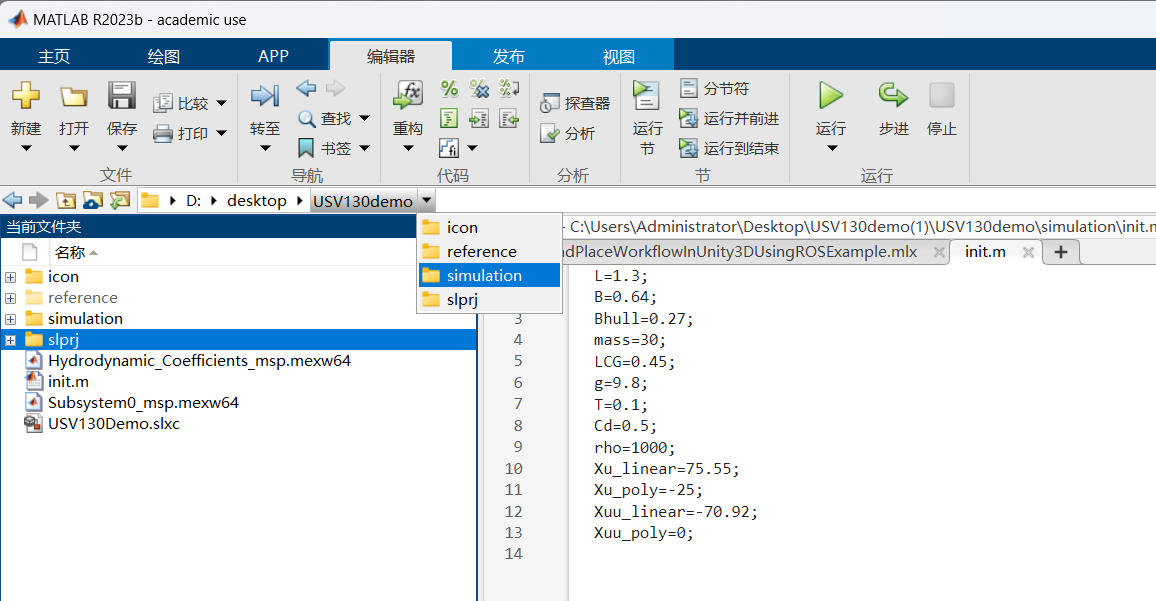 MATLAB R2023b - academic use
主页 绘图 APP 编辑器 发布 视图
新建 打开 保存 比较 打印 转至 查找 书签 重构 探查器 分析 运行节 分节符 运行并前进 运行到结束 运行 步进 停止
文件 导航 代码 分析 节 运行
D: desktop USV130demo
当前文件夹
名称
icon
reference
simulation
slprj
Hydrodynamic_Coefficients_msp.mexw64
init.m
Subsystem0_msp.mexw64
USV130Demo.slxc
icon
reference
simulation
slprj
- C:\Users\Administrator\Desktop\USV130demo(1)\USV130demo\simulation\init.m
ndPlaceWorkflowInUnity3DUsingROSExample.mlx init.m
L=1.3;
B=0.64;
3 Bhull=0.27;
4 mass=30;
5 LCG=0.45;
6 g=9.8;
7 T=0.1;
8 Cd=0.5;
9 rho=1000;
10 Xu_linear=75.55;
11 Xu_poly=-25;
12 Xuu_linear=-70.92;
13 Xuu_poly=0;
14